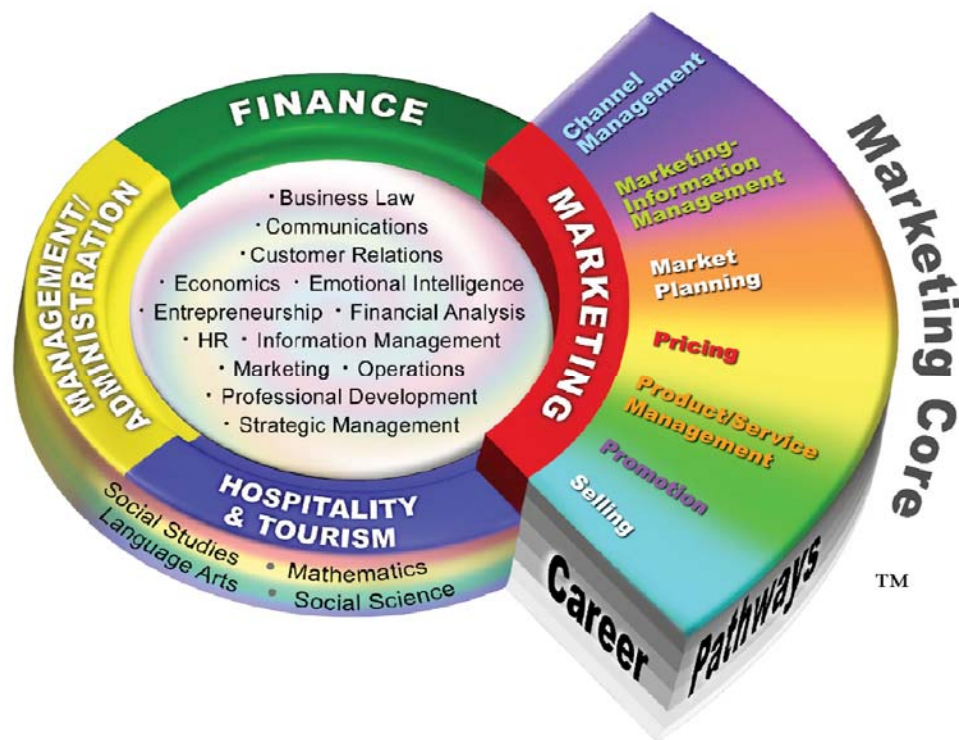 FINANCE
MANAGEMENT/
ADMINISTRATION
MARKETING
HOSPITALITY
& TOURISM
· Business Law
· Communications
· Customer Relations
· Economics · Emotional Intelligence
· Entrepreneurship · Financial Analysis
· HR · Information Management
· Marketing · Operations
· Professional Development
· Strategic Management
Social Studies • Mathematics
Language Arts • Social Science
Channel
Management
Marketing-
Information
Management
Market
Planning
Pricing
Product/Service
Management
Promotion
Selling
Career
Pathways
Marketing Core
TM